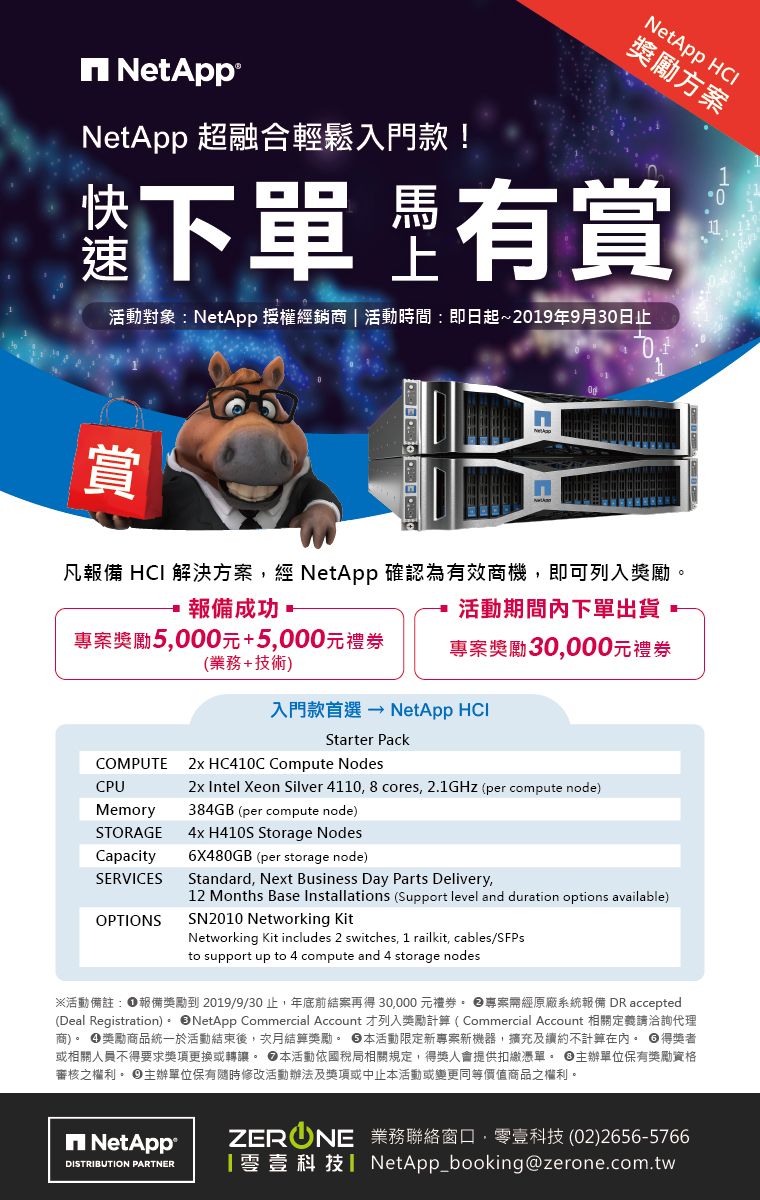 NetApp HCI
獎勵方案
NetApp®
NetApp 超融合輕鬆入門款！
快速下單 馬上有賞
活動對象：NetApp 授權經銷商 | 活動時間：即日起~2019年9月30日止
賞
NetApp
NetApp
凡報備 HCI 解決方案，經 NetApp 確認為有效商機，即可列入獎勵。
報備成功
專案獎勵5,000元+5,000元禮券
(業務+技術)
活動期間內下單出貨
專案獎勵30,000元禮券
入門款首選 → NetApp HCI
Starter Pack
COMPUTE 2x HC410C Compute Nodes
CPU 2x Intel Xeon Silver 4110, 8 cores, 2.1GHz (per compute node)
Memory 384GB (per compute node)
STORAGE 4x H410S Storage Nodes
Capacity 6X480GB (per storage node)
SERVICES Standard, Next Business Day Parts Delivery,
12 Months Base Installations (Support level and duration options available)
OPTIONS SN2010 Networking Kit
Networking Kit includes 2 switches, 1 railkit, cables/SFPs
to support up to 4 compute and 4 storage nodes
※活動備註：❶報備獎勵到 2019/9/30 止，年底前結案再得 30,000 元禮券。 ❷專案需經原廠系統報備 DR accepted
(Deal Registration)。 ❸NetApp Commercial Account 才列入獎勵計算 ( Commercial Account 相關定義請洽詢代理
商)。 ❹獎勵商品統一於活動結束後，次月結算獎勵。 ❺本活動限定新專案新機器，擴充及續約不計算在內。 ❻得獎者
或相關人員不得要求獎項更換或轉讓。 ❼本活動依國稅局相關規定，得獎人會提供扣繳憑單。 ❽主辦單位保有獎勵資格
審核之權利。 ❾主辦單位保有隨時修改活動辦法及獎項或中止本活動或變更同等價值商品之權利。
NetApp®
DISTRIBUTION PARTNER
ZERONE
零壹科技
業務聯絡窗口．零壹科技 (02)2656-5766
NetApp_booking@zerone.com.tw